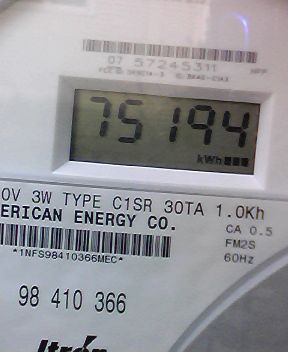 07 57245311
75194
kWh
0V 3W TYPE C1SR 30TA 1.0Kh
ERICAN ENERGY CO.
CA 0.5
FM2S
60Hz
*1NFS98410366MEC*
98 410 366
Itrón